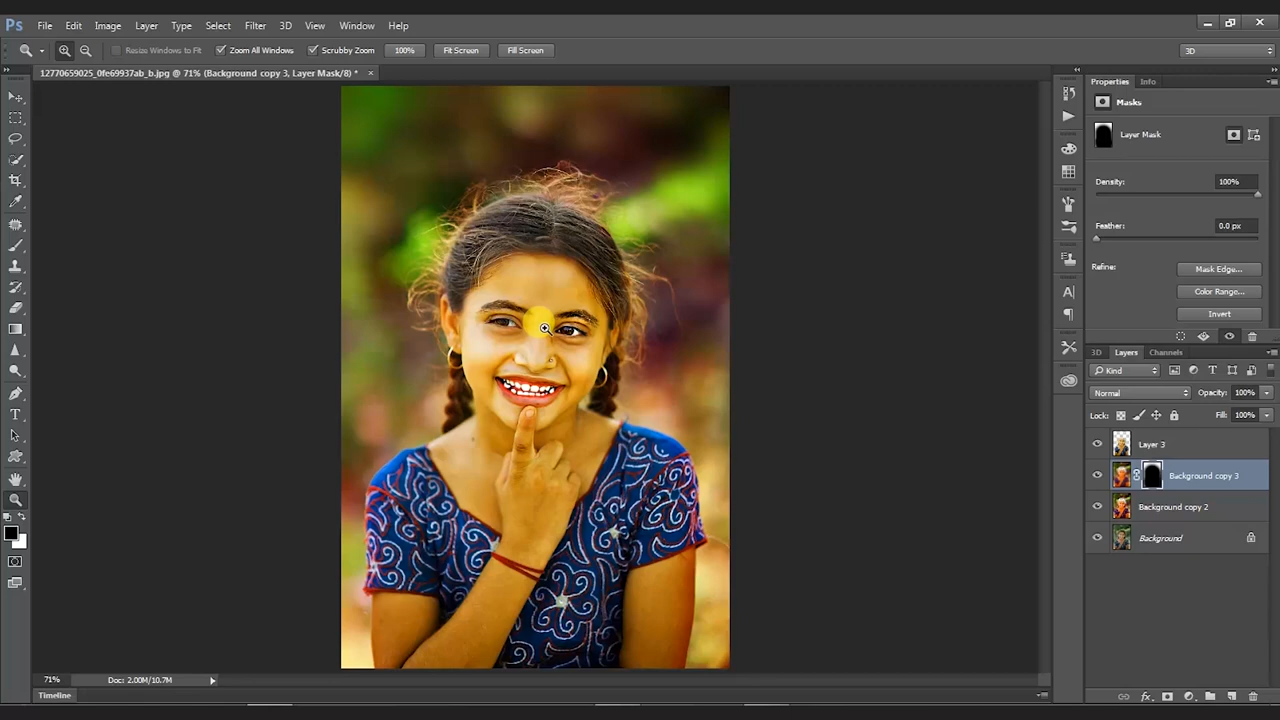 Ps File Edit Image Layer Type Select Filter 3D View Window Help
Resize Windows to Fit Zoom All Windows Scrubby Zoom 100% Fit Screen Fill Screen 3D
12770659025_0fe69937ab_b.jpg @ 71% (Background copy 3, Layer Mask/8) *
Properties Info
Masks
Layer Mask
Density: 100%
Feather: 0.0 px
Refine: Mask Edge...
Color Range...
Invert
3D Layers Channels
Kind
Normal Opacity: 100%
Lock: Fill: 100%
Layer 3
Background copy 3
Background copy 2
Background
71% Doc: 2.00M/10.7M
Timeline